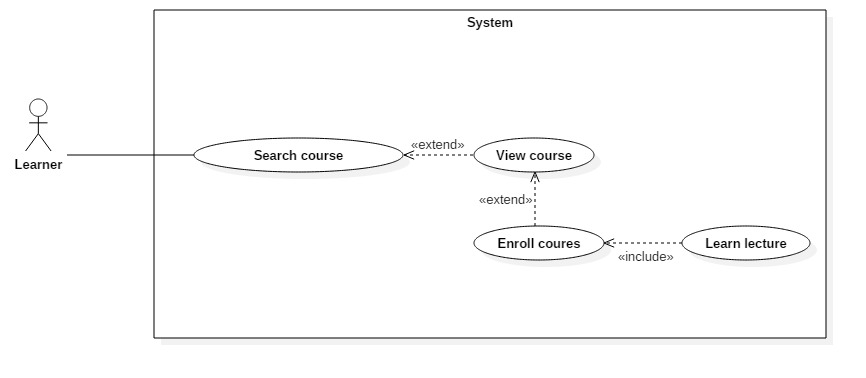 System
Learner
Search course
«extend»
View course
«extend»
Enroll coures
«include»
Learn lecture